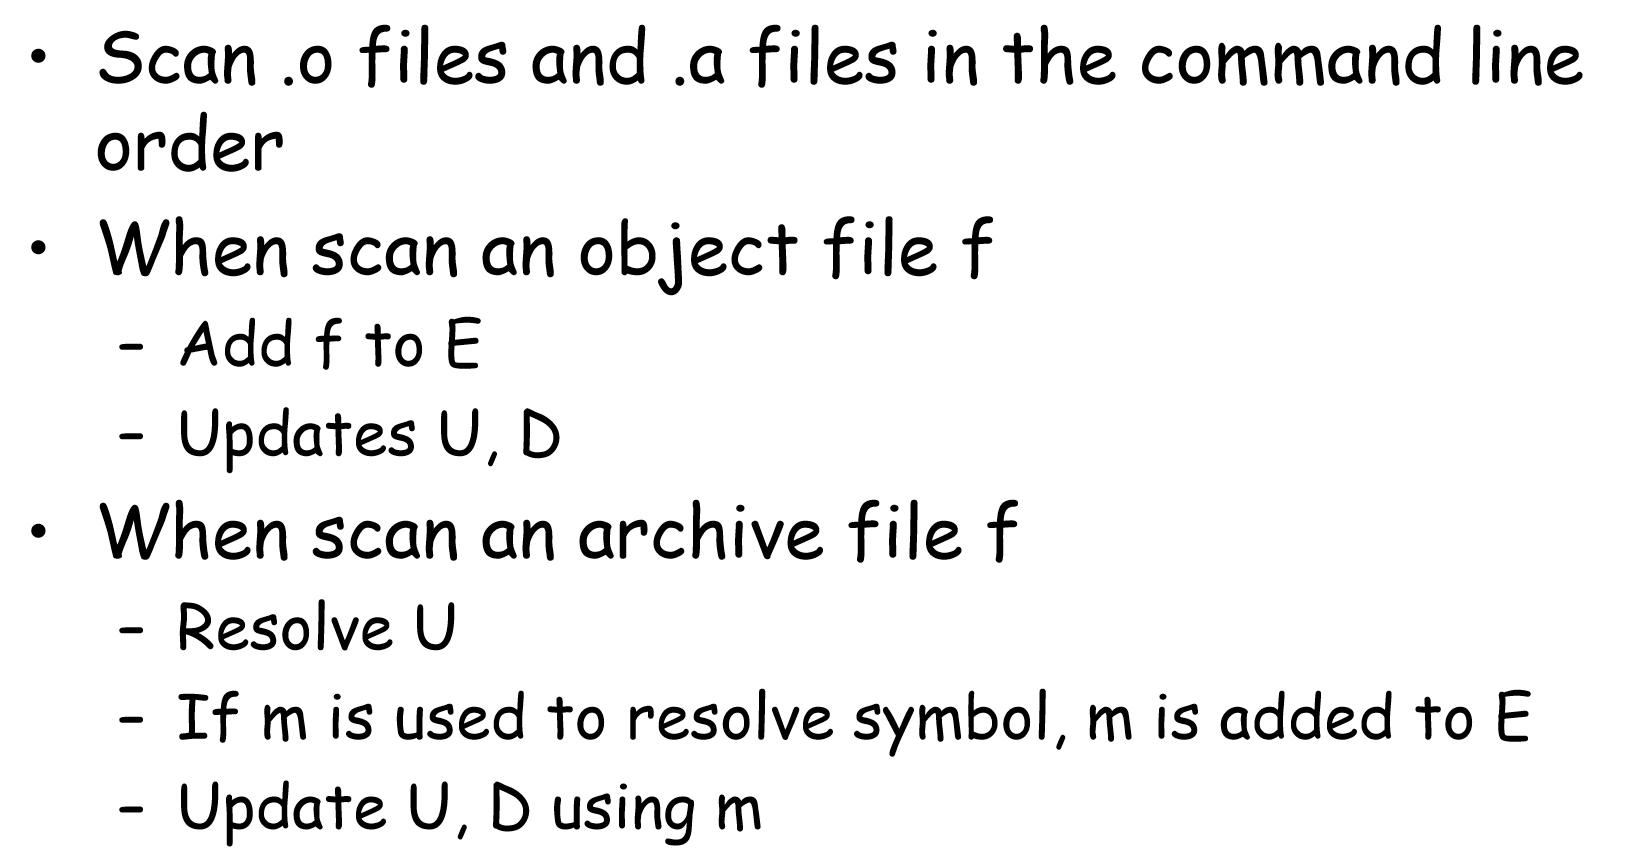 • Scan .o files and .a files in the command line
order
• When scan an object file f
– Add f to E
– Updates U, D
• When scan an archive file f
– Resolve U
– If m is used to resolve symbol, m is added to E
– Update U, D using m